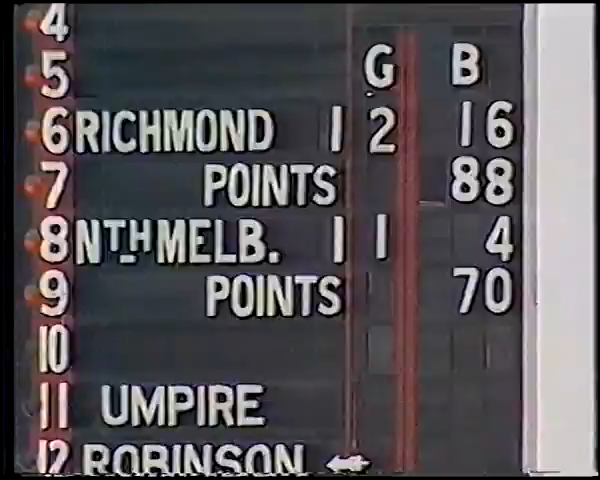 4
5 G B
6 RICHMOND 12 16
7 POINTS 88
8 NTH MELB. 11 4
9 POINTS 70
10
11 UMPIRE
12 ROBINSON